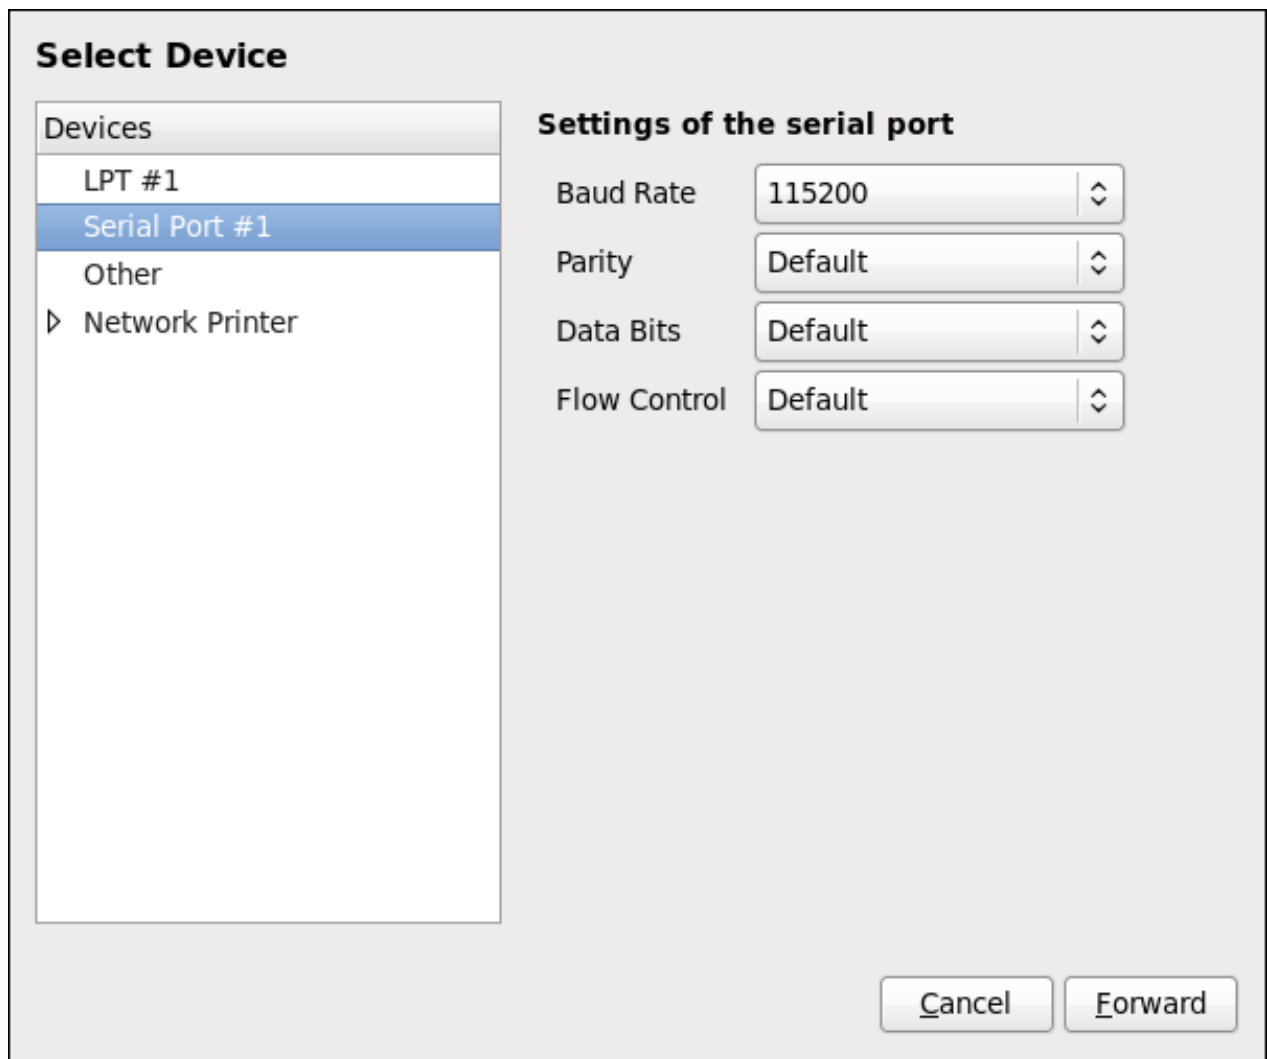 Select Device
Devices
LPT #1
Serial Port #1
Other
Network Printer
Settings of the serial port
Baud Rate 115200
Parity Default
Data Bits Default
Flow Control Default
Cancel Forward